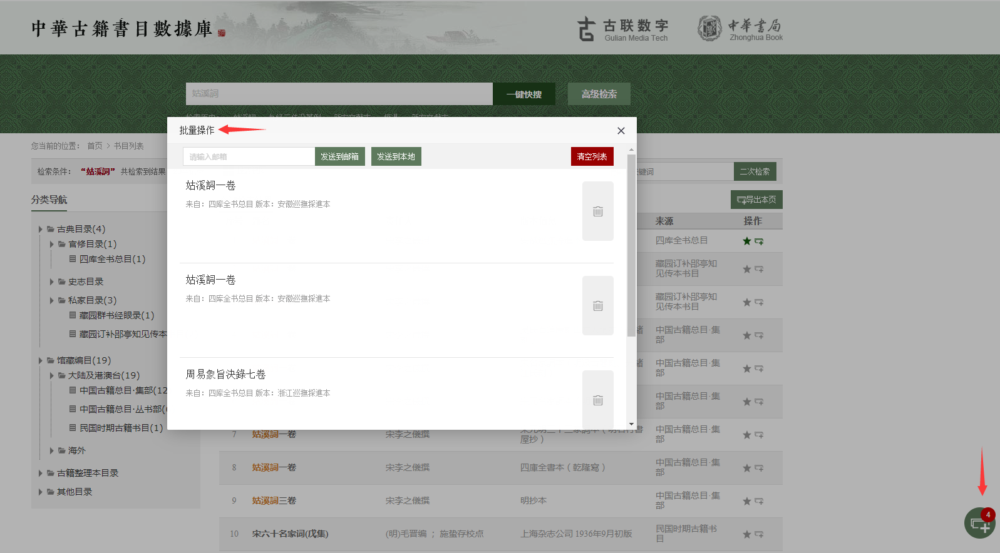 中華古籍書目數據庫
古联数字
Gulian Media Tech
中華書局
Zhonghua Book
姑溪詞
一键快搜
高级检索
批量操作
您当前的位置： 首页 > 书目列表
请输入邮箱
发送到邮箱
发送到本地
清空列表
检索条件： “姑溪詞” 共检索到结果
键词
二次检索
分类导航
导出本页
古典目录(4)
官修目录(1)
四库全书总目(1)
史志目录
私家目录(3)
藏园群书经眼录(1)
藏园订补郘亭知见传本
馆藏编目(19)
大陆及港澳台(19)
中国古籍总目·集部(12
中国古籍总目·丛书部(
民国时期古籍书目(1)
海外
古籍整理本目录
其他目录
姑溪詞一卷
来自：四库全书总目 版本：安徽巡撫採進本
姑溪詞一卷
来自：四库全书总目 版本：安徽巡撫採進本
周易象旨決錄七卷
来自：四库全书总目 版本：浙江巡撫採進本
来源
操作
四库全书总目
藏园订补郘亭知
见传本书目
藏园订补郘亭知
见传本书目
中国古籍总目·集
部
中国古籍总目·集
部
中国古籍总目·集
部
7 姑溪詞一卷 宋李之儀撰
屋抄）
中国古籍总目·集
部
8 姑溪詞一卷 宋李之儀撰 四庫全書本（乾隆寫）
中国古籍总目·集
部
9 姑溪詞三卷 宋李之儀撰 明抄本
中国古籍总目·集
部
10 宋六十名家词(戊集) (明)毛晋编 ； 施蛰存校点 上海杂志公司 1936年9月初版
民国时期古籍书
目
4